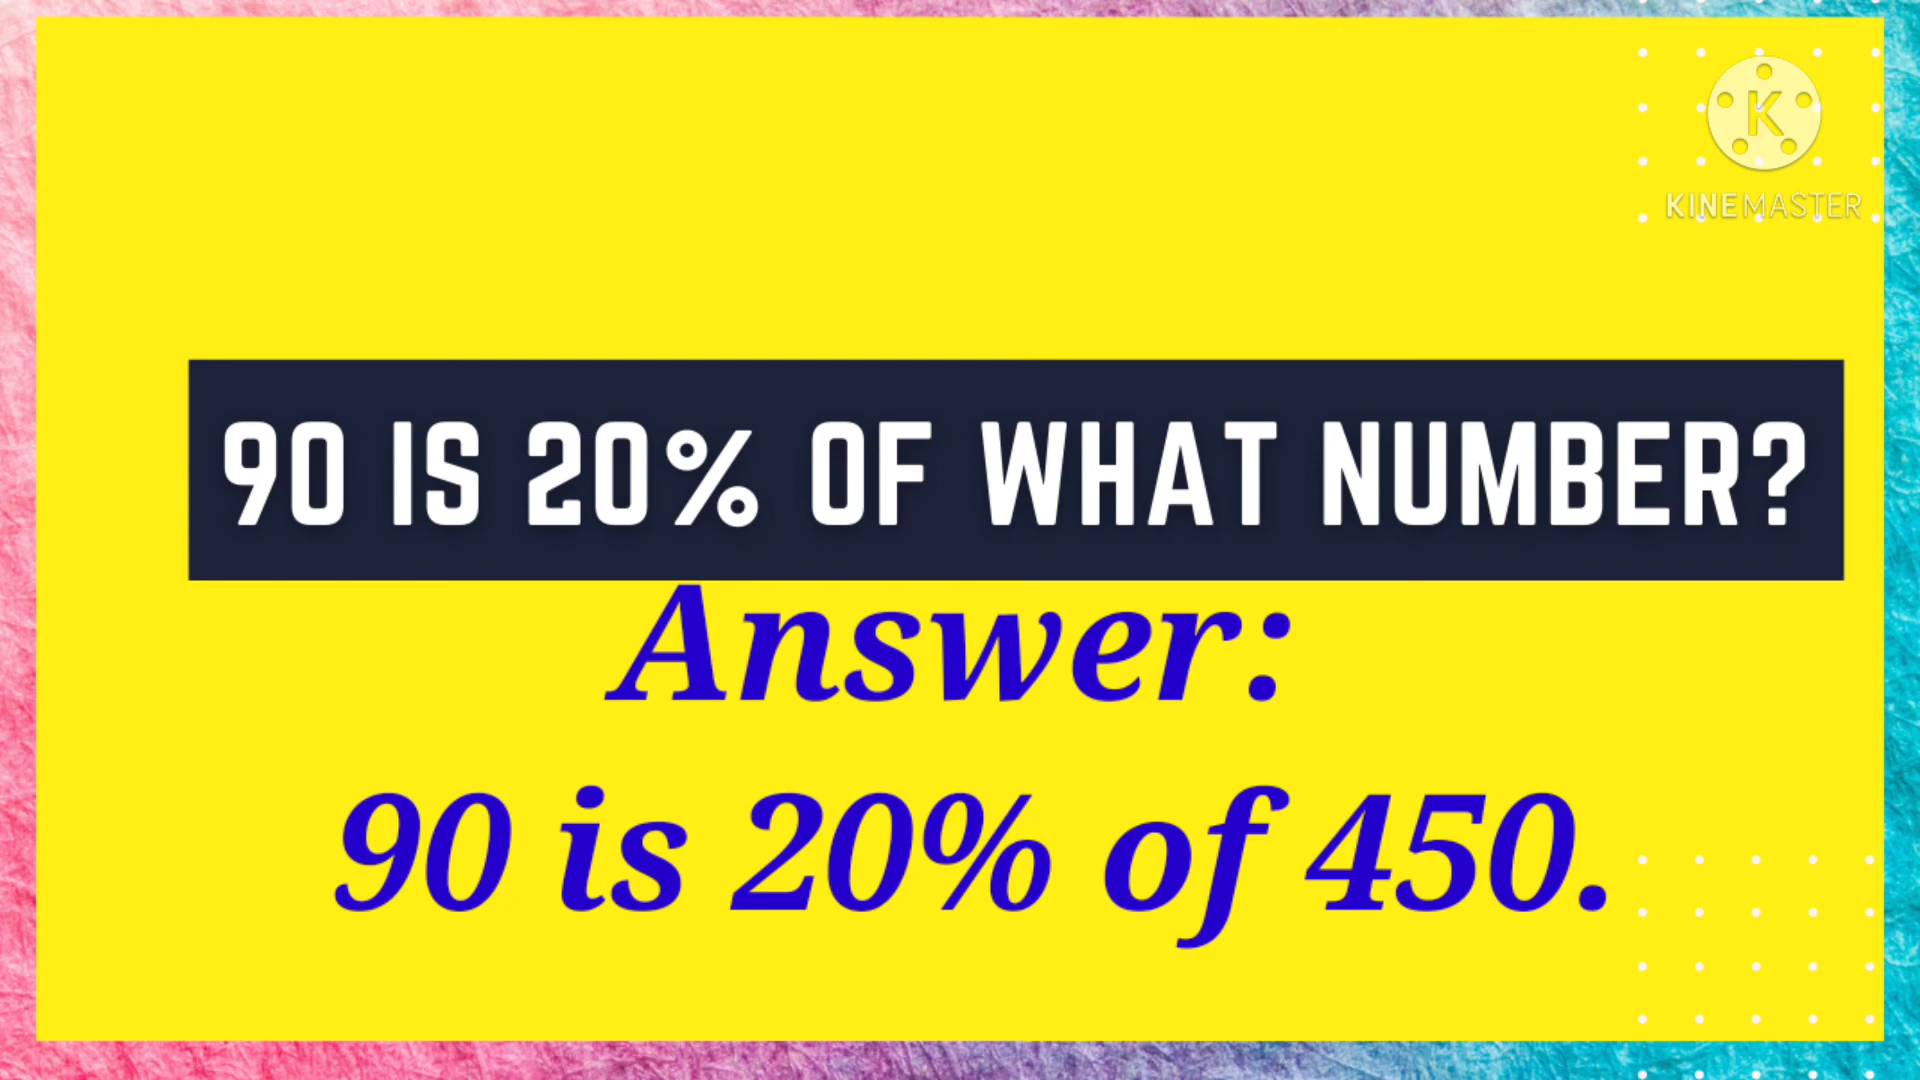 K
KINEMASTER
90 IS 20% OF WHAT NUMBER?
Answer:
90 is 20% of 450.